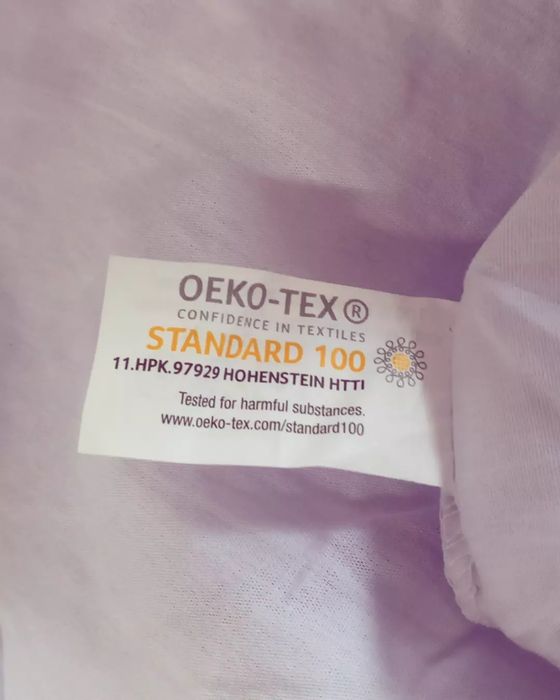 OEKO-TEX®
CONFIDENCE IN TEXTILES
STANDARD 100
11.HPK.97929 HOHENSTEIN HTTI
Tested for harmful substances.
www.oeko-tex.com/standard100